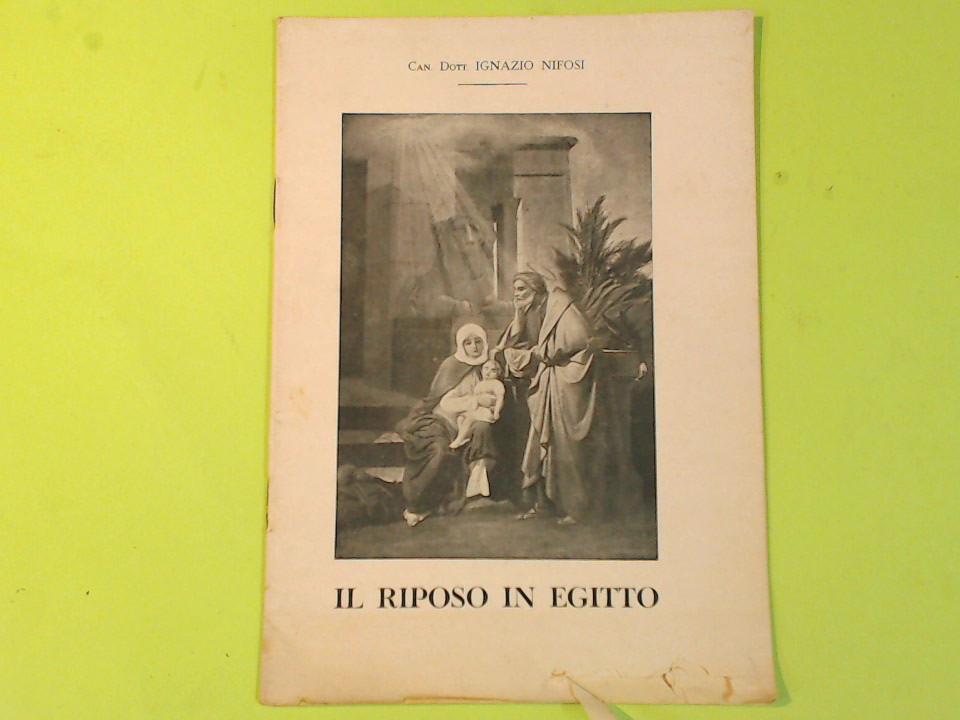 Can. Dott. IGNAZIO NIFOSI
IL RIPOSO IN EGITTO